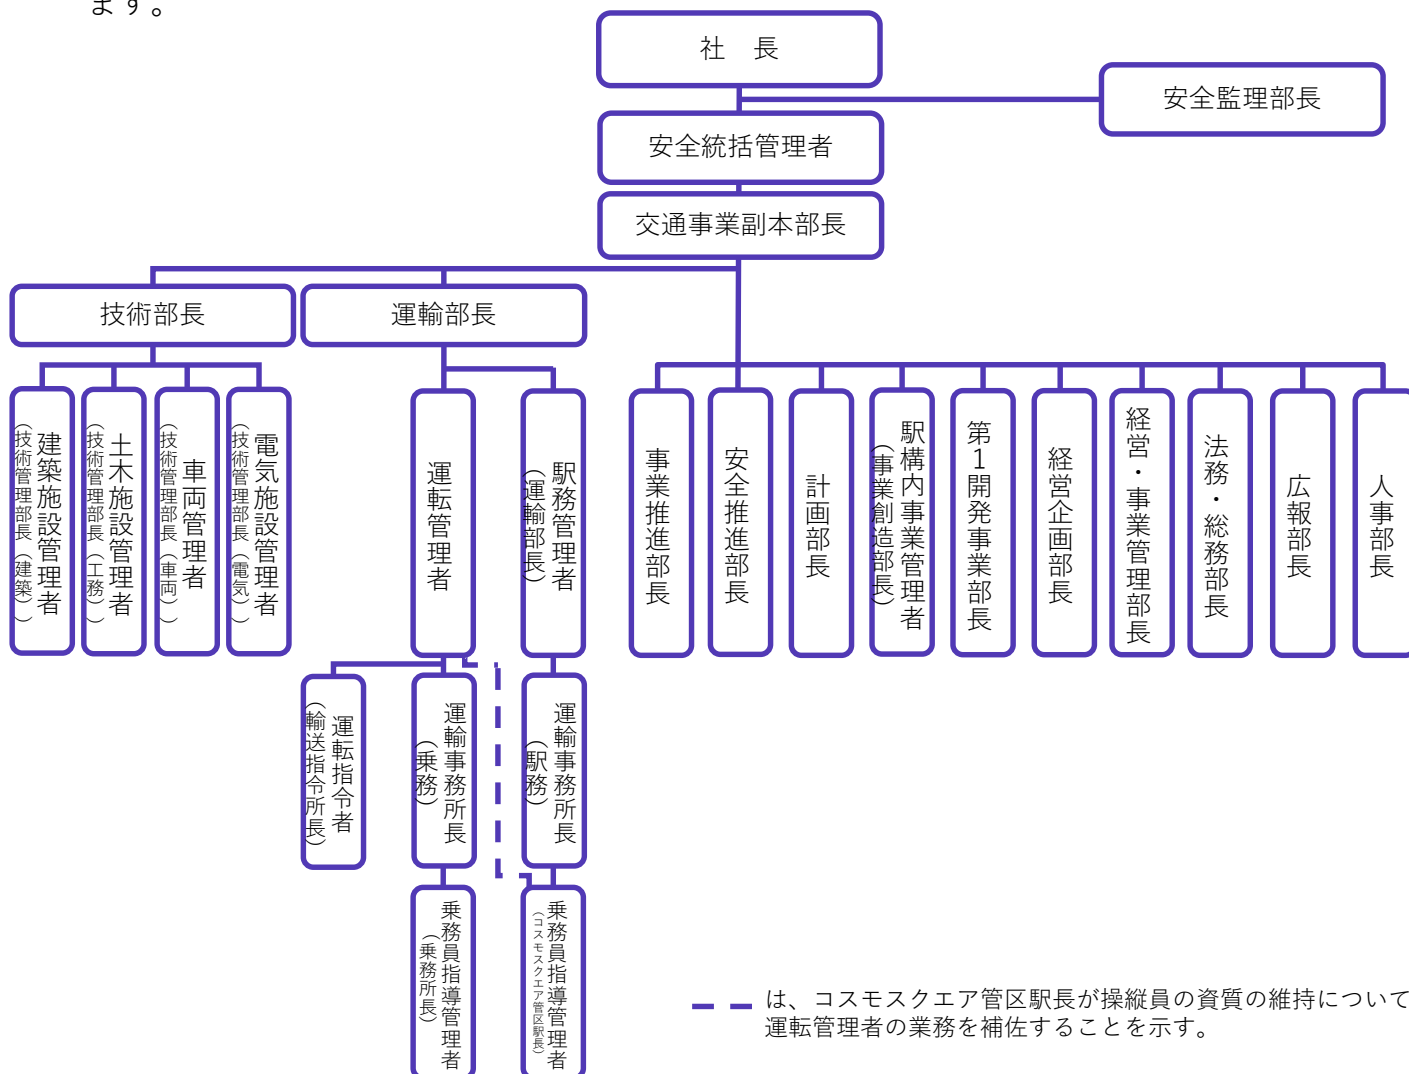 ます。
社　長
安全監理部長
安全統括管理者
交通事業副本部長
技術部長
運輸部長
建築施設管理者
（技術管理部長（建築））
土木施設管理者
（技術管理部長（工務））
車両管理者
（技術管理部長（車両））
電気施設管理者
（技術管理部長（電気））
運転管理者
駅務管理者
（運輸部長）
事業推進部長
安全推進部長
計画部長
駅構内事業管理者
（事業創造部長）
第１開発事業部長
経営企画部長
経営・事業管理部長
法務・総務部長
広報部長
人事部長
運転指令者
（輸送指令所長）
運輸事務所長
（乗務）
運輸事務所長
（駅務）
乗務員指導管理者
（乗務所長）
乗務員指導管理者
（コスモスクエア管区駅長）
は、コスモスクエア管区駅長が操縦員の資質の維持について
運転管理者の業務を補佐することを示す。